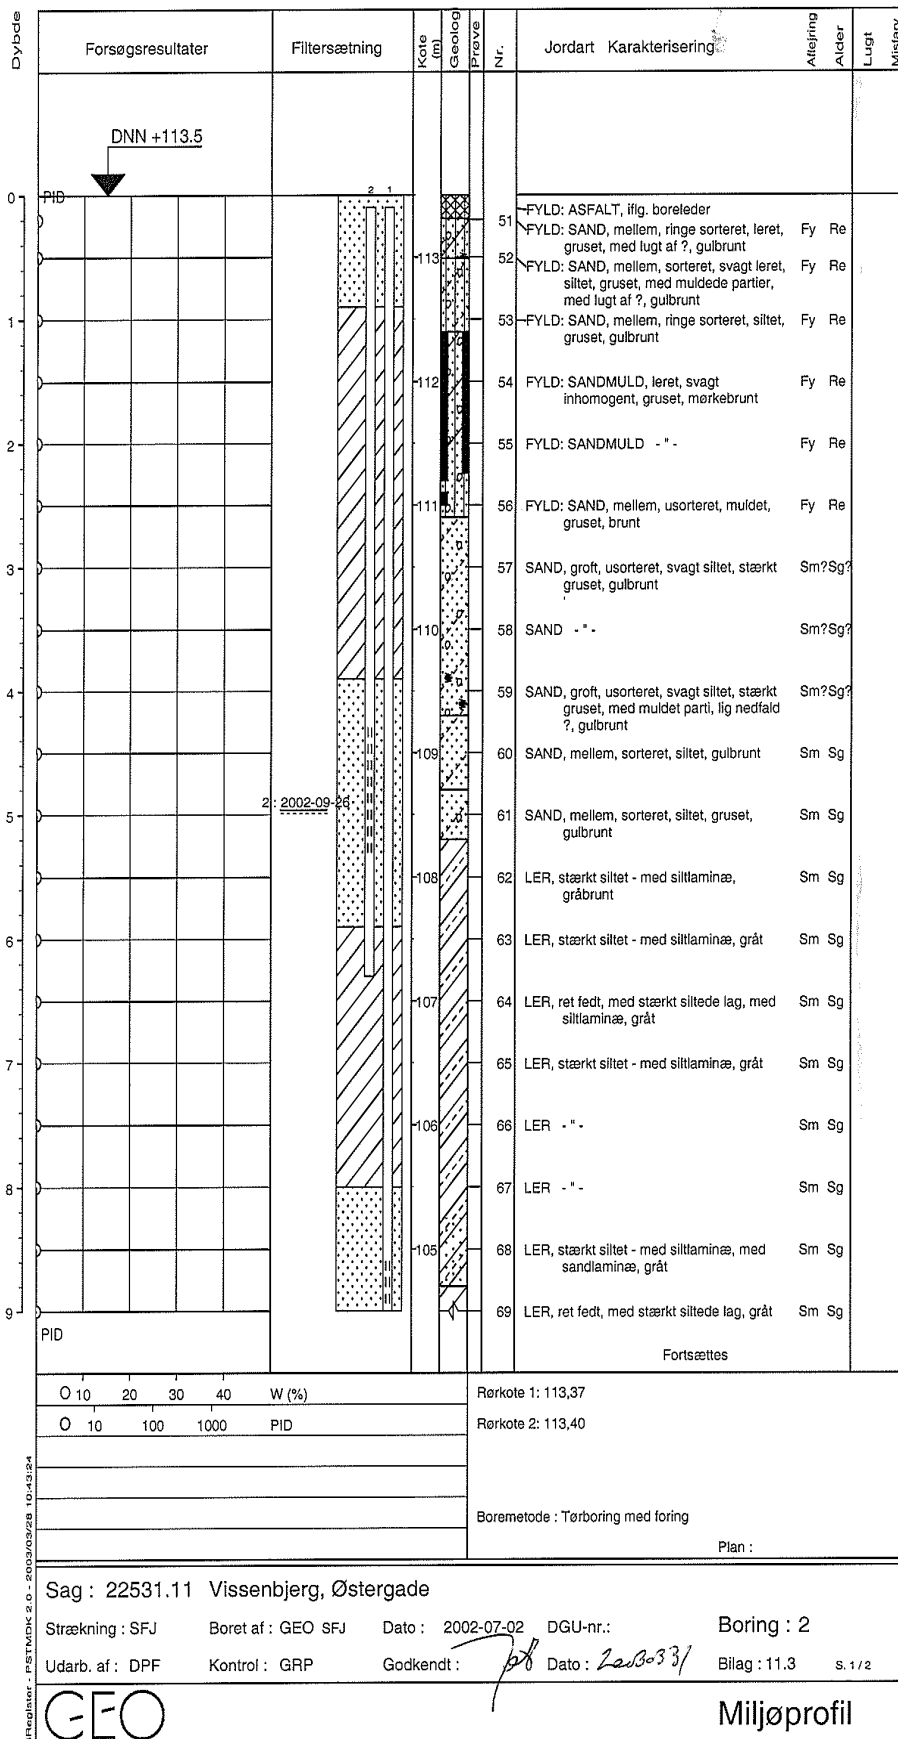 Dybde
Forsøgsresultater
Filtersætning
Kote (m)
Geologi
Prøve
Nr.
Jordart Karakterisering
Aflejring
Alder
Lugt
Misfarv
DNN +113.5
PID
2 1
0
1
2
3
4
5
6
7
8
9
113
112
111
110
109
108
107
106
105
2 : 2002-09-26
FYLD: ASFALT, iflg. boreleder
51 FYLD: SAND, mellem, ringe sorteret, leret, Fy Re
gruset, med lugt af ?, gulbrunt
52 FYLD: SAND, mellem, sorteret, svagt leret, Fy Re
siltet, gruset, med muldede partier,
med lugt af ?, gulbrunt
53 FYLD: SAND, mellem, ringe sorteret, siltet, Fy Re
gruset, gulbrunt
54 FYLD: SANDMULD, leret, svagt Fy Re
inhomogent, gruset, mørkebrunt
55 FYLD: SANDMULD - " - Fy Re
56 FYLD: SAND, mellem, usorteret, muldet, Fy Re
gruset, brunt
57 SAND, groft, usorteret, svagt siltet, stærkt Sm? Sg?
gruset, gulbrunt
58 SAND - " - Sm? Sg?
59 SAND, groft, usorteret, svagt siltet, stærkt Sm? Sg?
gruset, med muldet parti, lig nedfald
?, gulbrunt
60 SAND, mellem, sorteret, siltet, gulbrunt Sm Sg
61 SAND, mellem, sorteret, siltet, gruset, Sm Sg
gulbrunt
62 LER, stærkt siltet - med siltlaminæ, Sm Sg
gråbrunt
63 LER, stærkt siltet - med siltlaminæ, gråt Sm Sg
64 LER, ret fedt, med stærkt siltede lag, med Sm Sg
siltlaminæ, gråt
65 LER, stærkt siltet - med siltlaminæ, gråt Sm Sg
66 LER - " - Sm Sg
67 LER - " - Sm Sg
68 LER, stærkt siltet - med siltlaminæ, med Sm Sg
sandlaminæ, gråt
69 LER, ret fedt, med stærkt siltede lag, gråt Sm Sg
PID
Fortsættes
O 10 20 30 40 W (%)
O 10 100 1000 PID
Rørkote 1: 113,37
Rørkote 2: 113,40
Boremetode : Tørboring med foring
Plan :
Register - PSTMDK 2.0 - 2003/03/28 10:43:24
Sag : 22531.11 Vissenbjerg, Østergade
Strækning : SFJ Boret af : GEO SFJ Dato : 2002-07-02 DGU-nr.: Boring : 2
Udarb. af : DPF Kontrol : GRP Godkendt : Dato : 20030331 Bilag : 11.3 S. 1/2
GEO
Miljøprofil